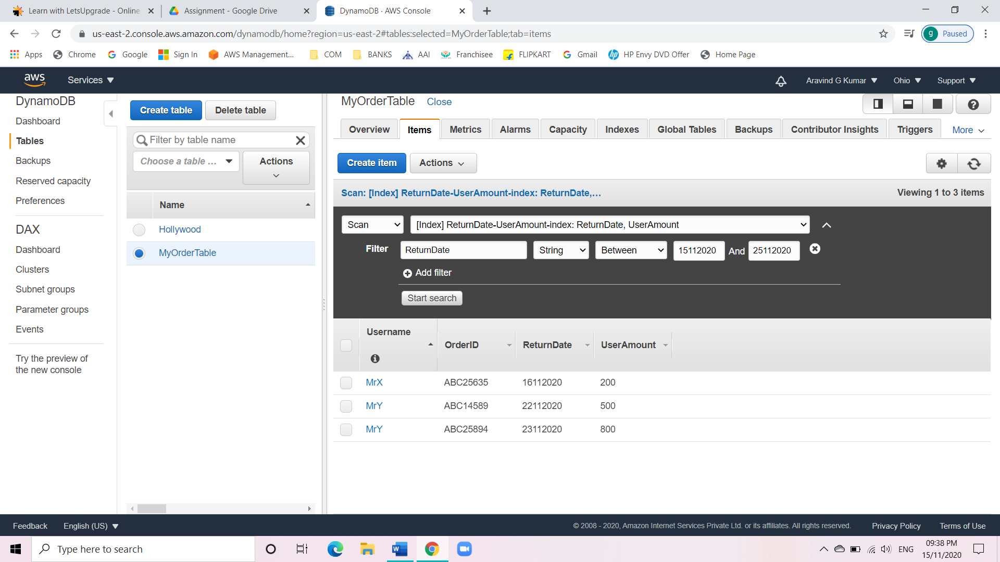 Learn with LetsUpgrade - Online
Assignment - Google Drive
DynamoDB · AWS Console
us-east-2.console.aws.amazon.com/dynamodb/home?region=us-east-2#tables:selected=MyOrderTable;tab=items
g Paused
Apps Chrome Google Sign In AWS Management... COM BANKS AAI Franchisee FLIPKART Gmail HP Envy DVD Offer Home Page
aws Services Aravind G Kumar Ohio Support
DynamoDB
Dashboard
Tables
Backups
Reserved capacity
Preferences
DAX
Dashboard
Clusters
Subnet groups
Parameter groups
Events
Try the preview of
the new console
Create table Delete table
Filter by table name
Choose a table ... Actions
Name
Hollywood
MyOrderTable
MyOrderTable Close
Overview Items Metrics Alarms Capacity Indexes Global Tables Backups Contributor Insights Triggers More
Create item Actions
Scan: [Index] ReturnDate-UserAmount-index: ReturnDate,... Viewing 1 to 3 items
Scan [Index] ReturnDate-UserAmount-index: ReturnDate, UserAmount
Filter ReturnDate String Between 15112020 And 25112020
Add filter
Start search
Username OrderID ReturnDate UserAmount
MrX ABC25635 16112020 200
MrY ABC14589 22112020 500
MrY ABC25894 23112020 800
Feedback English (US) © 2008 - 2020, Amazon Internet Services Private Ltd. or its affiliates. All rights reserved. Privacy Policy Terms of Use
Type here to search
ENG
09:38 PM
15/11/2020